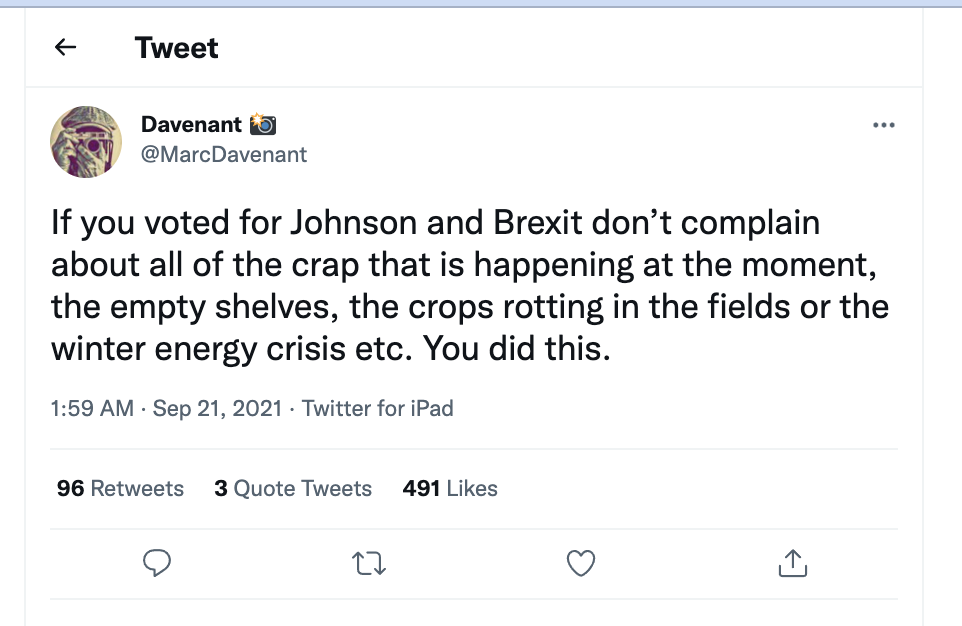 Tweet
Davenant 📸
@MarcDavenant
If you voted for Johnson and Brexit don’t complain
about all of the crap that is happening at the moment,
the empty shelves, the crops rotting in the fields or the
winter energy crisis etc. You did this.
1:59 AM · Sep 21, 2021 · Twitter for iPad
96 Retweets 3 Quote Tweets 491 Likes